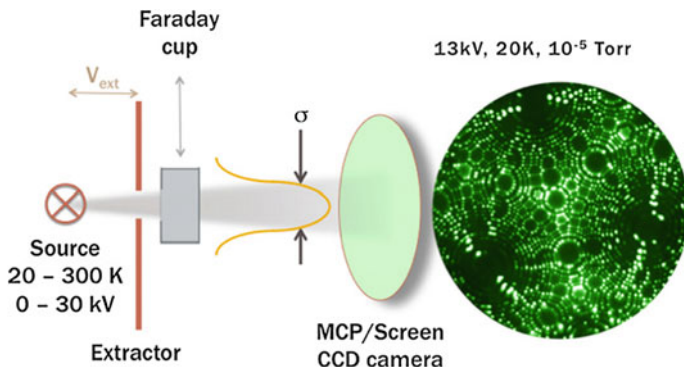 Faraday
cup
13kV, 20K, 10⁻⁵ Torr
Vₑₓₜ
σ
Source
20 – 300 K
0 – 30 kV
Extractor
MCP/Screen
CCD camera